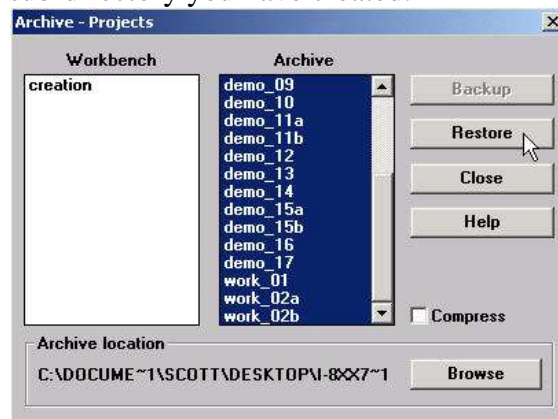 Archive - Projects
Workbench
Archive
creation
demo_09
demo_10
demo_11a
demo_11b
demo_12
demo_13
demo_14
demo_15a
demo_15b
demo_16
demo_17
work_01
work_02a
work_02b
Backup
Restore
Close
Help
Compress
Archive location
C:\DOCUME~1\SCOTT\DESKTOP\I-8XX7~1
Browse